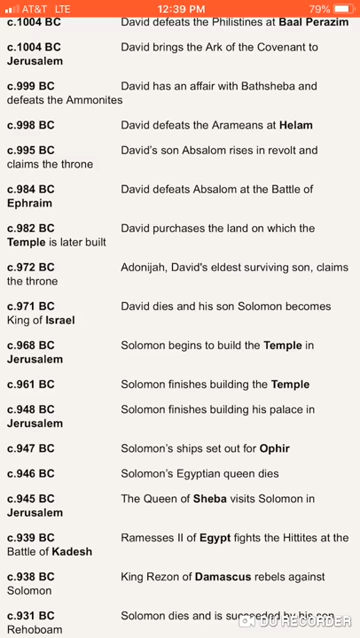 AT&T LTE 12:39 PM 79%
c.1004 BC David defeats the Philistines at Baal Perazim
c.1004 BC David brings the Ark of the Covenant to
Jerusalem
c.999 BC David has an affair with Bathsheba and
defeats the Ammonites
c.998 BC David defeats the Arameans at Helam
c.995 BC David's son Absalom rises in revolt and
claims the throne
c.984 BC David defeats Absalom at the Battle of
Ephraim
c.982 BC David purchases the land on which the
Temple is later built
c.972 BC Adonijah, David's eldest surviving son, claims
the throne
c.971 BC David dies and his son Solomon becomes
King of Israel
c.968 BC Solomon begins to build the Temple in
Jerusalem
c.961 BC Solomon finishes building the Temple
c.948 BC Solomon finishes building his palace in
Jerusalem
c.947 BC Solomon's ships set out for Ophir
c.946 BC Solomon's Egyptian queen dies
c.945 BC The Queen of Sheba visits Solomon in
Jerusalem
c.939 BC Ramesses II of Egypt fights the Hittites at the
Battle of Kadesh
c.938 BC King Rezon of Damascus rebels against
Solomon
c.931 BC Solomon dies and is succeeded by his son
Rehoboam
DU RECORDER